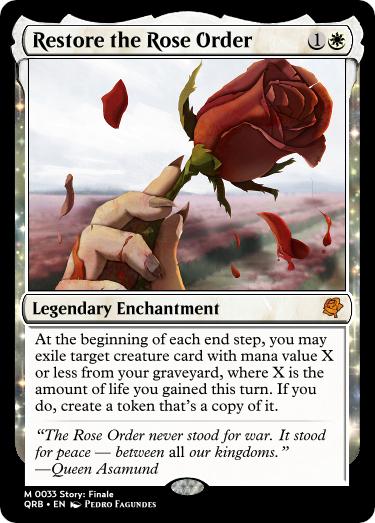 Restore the Rose Order 1
Legendary Enchantment
At the beginning of each end step, you may
exile target creature card with mana value X
or less from your graveyard, where X is the
amount of life you gained this turn. If you
do, create a token that's a copy of it.
"The Rose Order never stood for war. It stood
for peace — between all our kingdoms."
—Queen Asamund
M 0033 Story: Finale
QRB • EN Pedro Fagundes